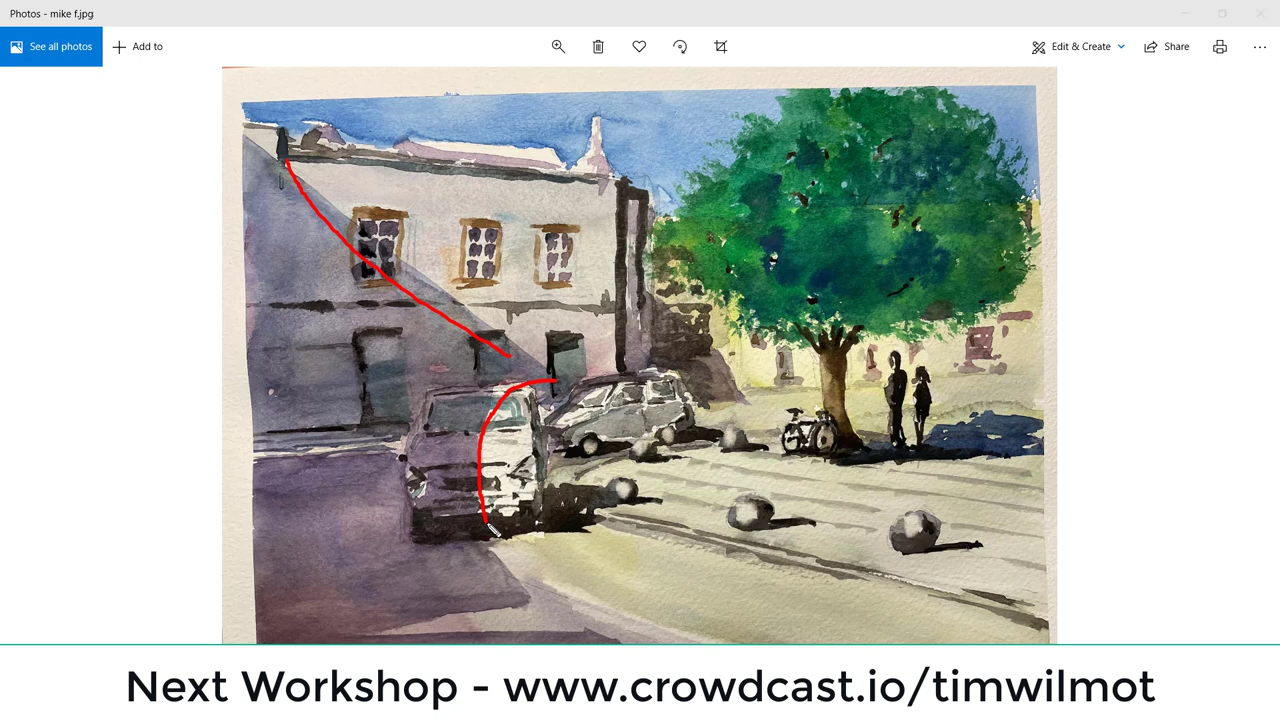 Photos - mike f.jpg
See all photos
Add to
Edit & Create
Share
Next Workshop - www.crowdcast.io/timwilmot